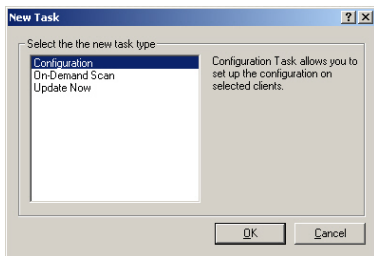 New Task
Select the the new task type
Configuration
On-Demand Scan
Update Now
Configuration Task allows you to
set up the configuration on
selected clients.
OK
Cancel